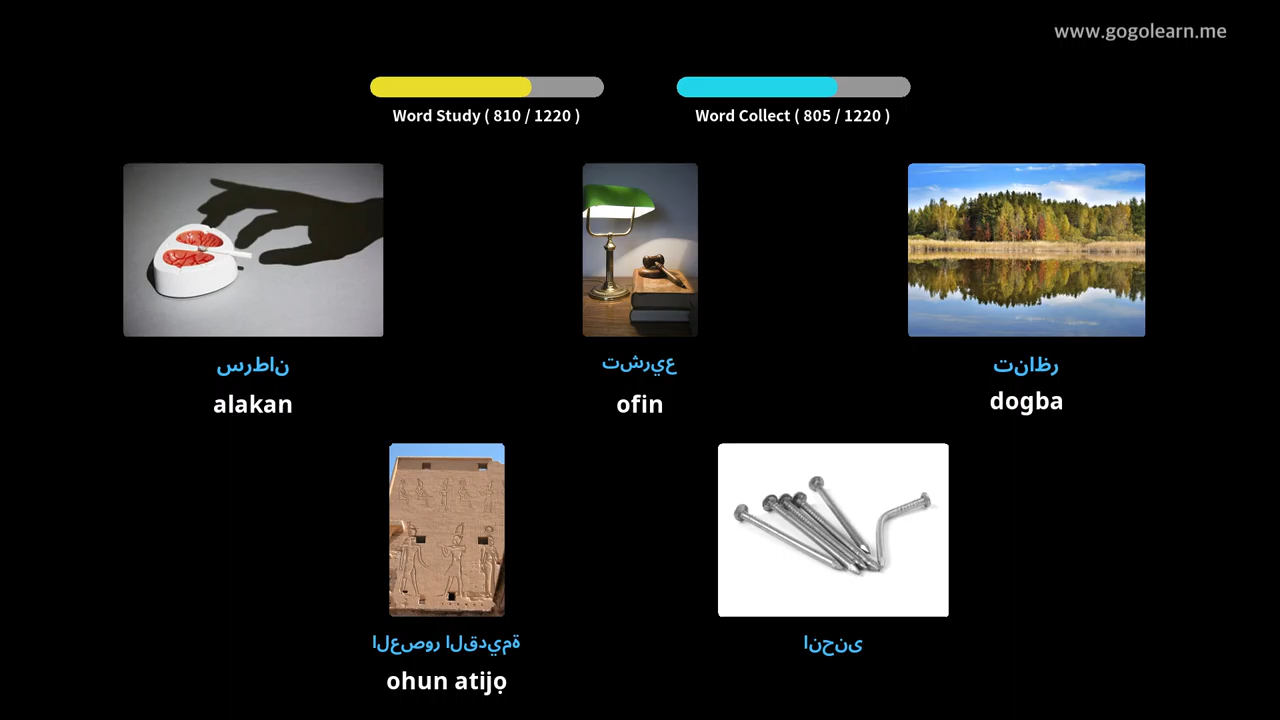 www.gogolearn.me
Word Study ( 810 / 1220 )
Word Collect ( 805 / 1220 )
سرطان
alakan
تشريع
ofin
تناظر
dogba
العصور القديمة
ohun atijọ
انحنى